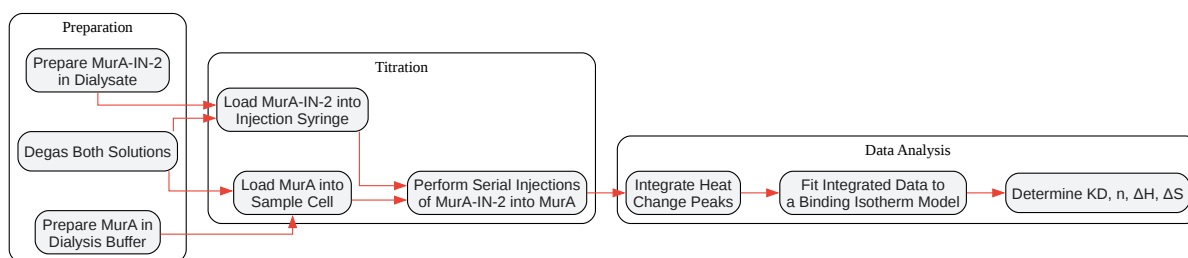 Preparation
Prepare MurA-IN-2
in Dialysate
Degas Both Solutions
Prepare MurA in
Dialysis Buffer
Titration
Load MurA-IN-2 into
Injection Syringe
Load MurA into
Sample Cell
Perform Serial Injections
of MurA-IN-2 into MurA
Data Analysis
Integrate Heat
Change Peaks
Fit Integrated Data to
a Binding Isotherm Model
Determine KD, n, ΔH, ΔS